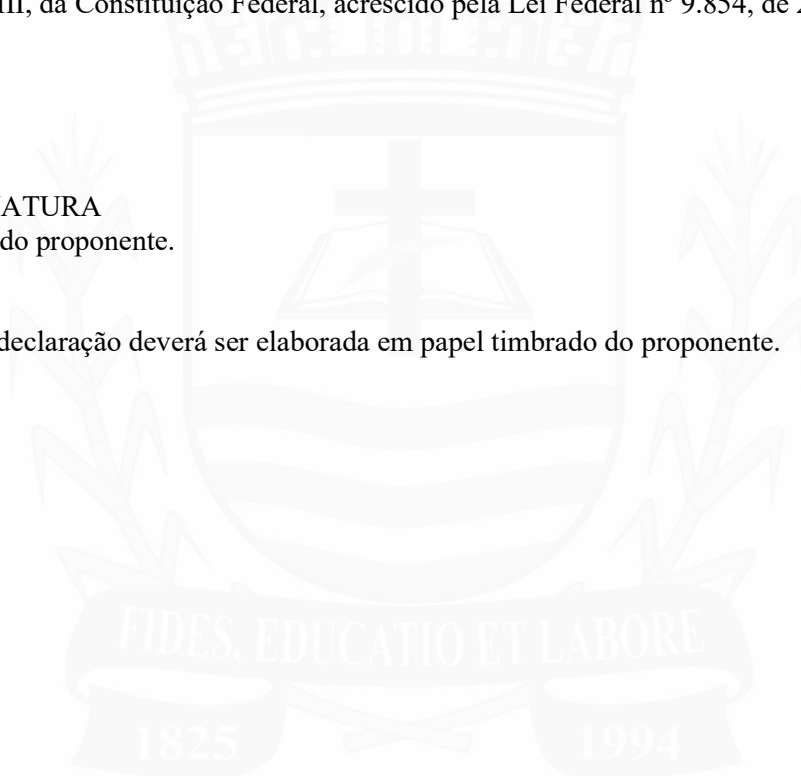 III, da Constituição Federal, acrescido pela Lei Federal nº 9.854, de
ATURA
do proponente.
declaração deverá ser elaborada em papel timbrado do proponente.
FIDES, EDUCATIO ET LABORE
1825 1994